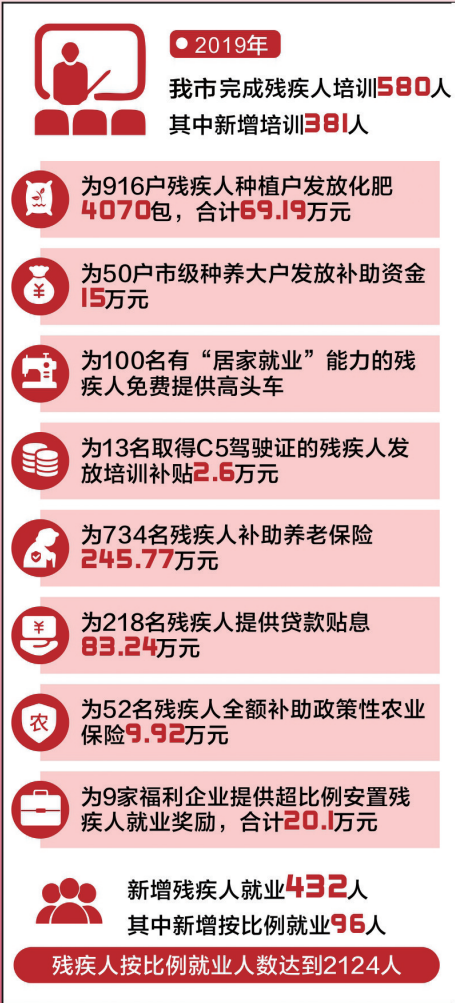 2019年
我市完成残疾人培训580人
其中新增培训381人
为916户残疾人种植户发放化肥
4070包，合计69.19万元
为50户市级种养大户发放补助资金
¥
15万元
为100名有“居家就业”能力的残
疾人免费提供高头车
为13名取得C5驾驶证的残疾人发
放培训补贴2.6万元
为734名残疾人补助养老保险
245.77万元
¥
为218名残疾人提供贷款贴息
83.24万元
农
为52名残疾人全额补助政策性农业
保险9.92万元
为9家福利企业提供超比例安置残
疾人就业奖励，合计20.1万元
新增残疾人就业432人
其中新增按比例就业96人
残疾人按比例就业人数达到2124人